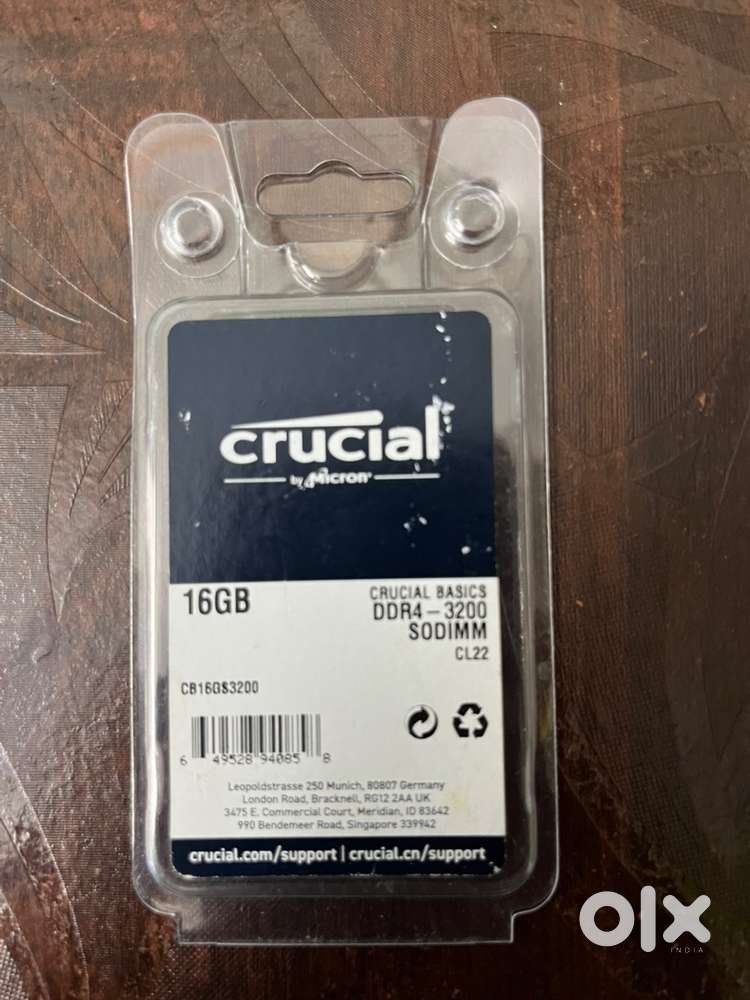 crucial
by Micron®
16GB
CRUCIAL BASICS
DDR4-3200
SODIMM
CL22
CB16GS3200
6 49528 94085 8
Leopoldstrasse 250 Munich, 80807 Germany
London Road, Bracknell, RG12 2AA UK
3475 E. Commercial Court, Meridian, ID 83642
990 Bendemeer Road, Singapore 339942
crucial.com/support | crucial.cn/support
olx
INDIA